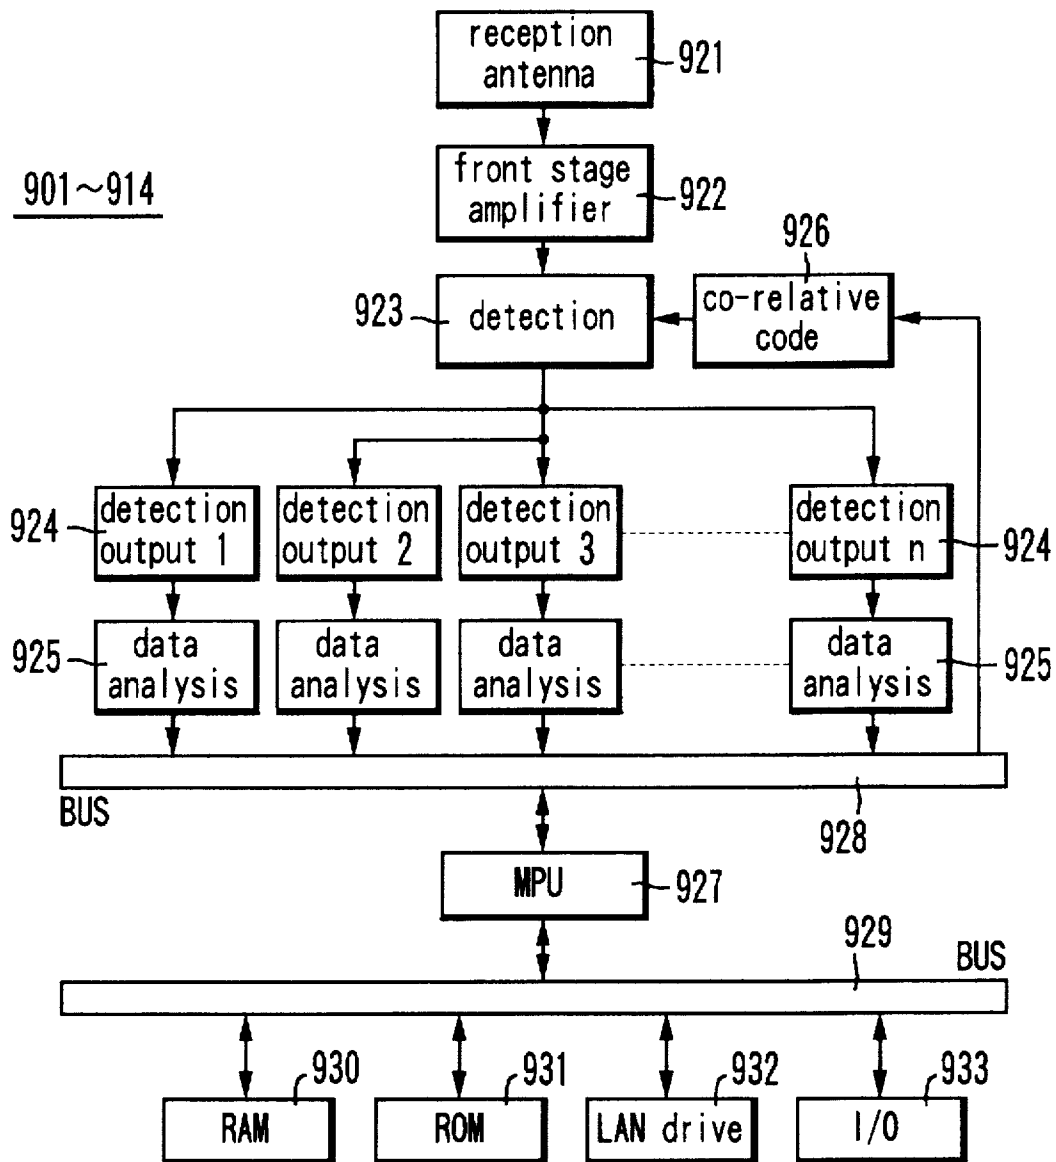 reception
antenna
921
901~914
front stage
amplifier
922
926
923
detection
co-relative
code
924
detection
output 1
detection
output 2
detection
output 3
detection
output n
924
925
data
analysis
data
analysis
data
analysis
data
analysis
925
BUS
928
MPU
927
929
BUS
930
931
932
933
RAM
ROM
LAN drive
I/O